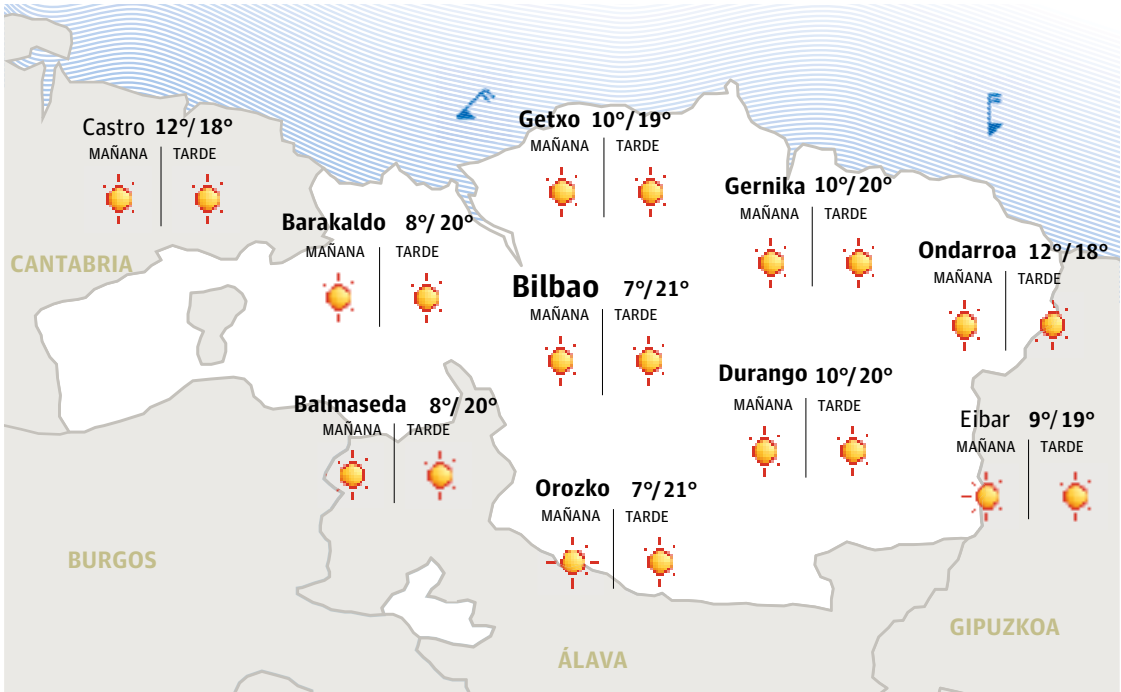 Castro 12°/18°
MAÑANA TARDE
Getxo 10°/19°
MAÑANA TARDE
Gernika 10°/20°
MAÑANA TARDE
Barakaldo 8°/20°
MAÑANA TARDE
Ondarroa 12°/18°
MAÑANA TARDE
CANTABRIA
Bilbao 7°/21°
MAÑANA TARDE
Durango 10°/20°
MAÑANA TARDE
Balmaseda 8°/20°
MAÑANA TARDE
Eibar 9°/19°
MAÑANA TARDE
Orozko 7°/21°
MAÑANA TARDE
BURGOS
GIPUZKOA
ÁLAVA